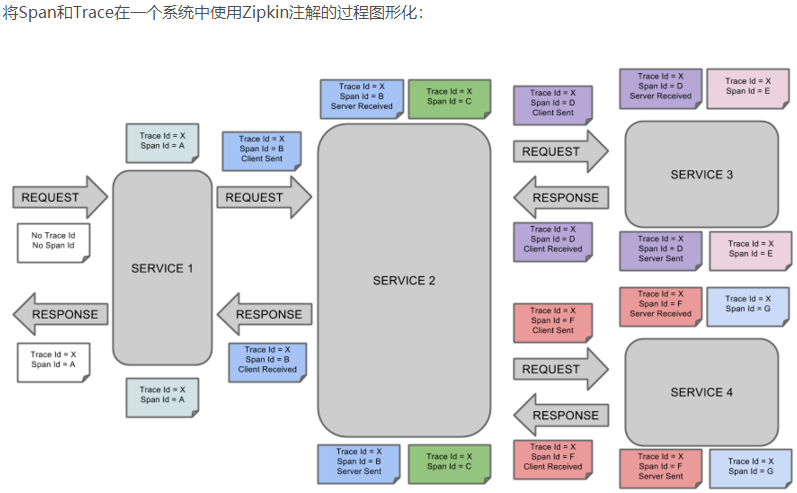 将Span和Trace在一个系统中使用Zipkin注解的过程图形化：
Trace Id = X
Span Id = A
REQUEST
No Trace Id
No Span Id
SERVICE 1
RESPONSE
Trace Id = X
Span Id = A
Trace Id = X
Span Id = A
Trace Id = X
Span Id = B
Client Sent
REQUEST
RESPONSE
Trace Id = X
Span Id = B
Client Received
Trace Id = X
Span Id = B
Server Received
Trace Id = X
Span Id = C
SERVICE 2
Trace Id = X
Span Id = B
Server Sent
Trace Id = X
Span Id = C
Trace Id = X
Span Id = D
Client Sent
REQUEST
RESPONSE
Trace Id = X
Span Id = D
Client Received
Trace Id = X
Span Id = D
Server Received
Trace Id = X
Span Id = E
SERVICE 3
Trace Id = X
Span Id = D
Server Sent
Trace Id = X
Span Id = E
Trace Id = X
Span Id = F
Client Sent
REQUEST
RESPONSE
Trace Id = X
Span Id = F
Client Received
Trace Id = X
Span Id = F
Server Received
Trace Id = X
Span Id = G
SERVICE 4
Trace Id = X
Span Id = F
Server Sent
Trace Id = X
Span Id = G